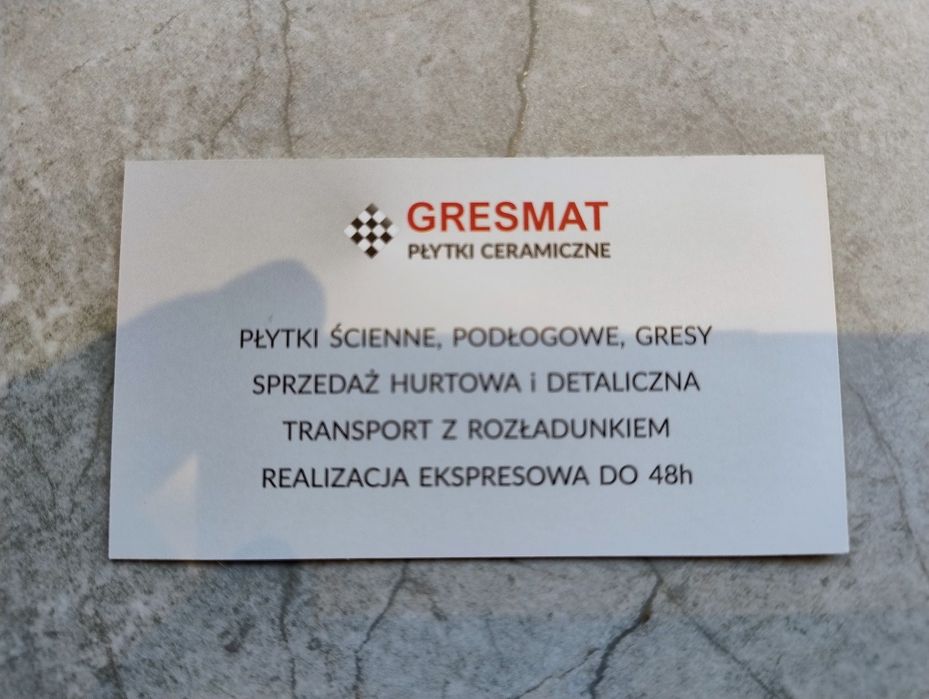 GRESMAT
PŁYTKI CERAMICZNE
PŁYTKI ŚCIENNE, PODŁOGOWE, GRESY
SPRZEDAŻ HURTOWA i DETALICZNA
TRANSPORT Z ROZŁADUNKIEM
REALIZACJA EKSPRESOWA DO 48h